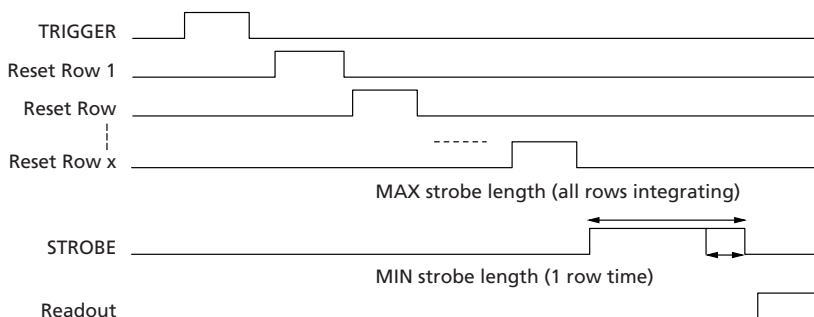 TRIGGER
Reset Row 1
Reset Row
Reset Row x
MAX strobe length (all rows integrating)
STROBE
MIN strobe length (1 row time)
Readout